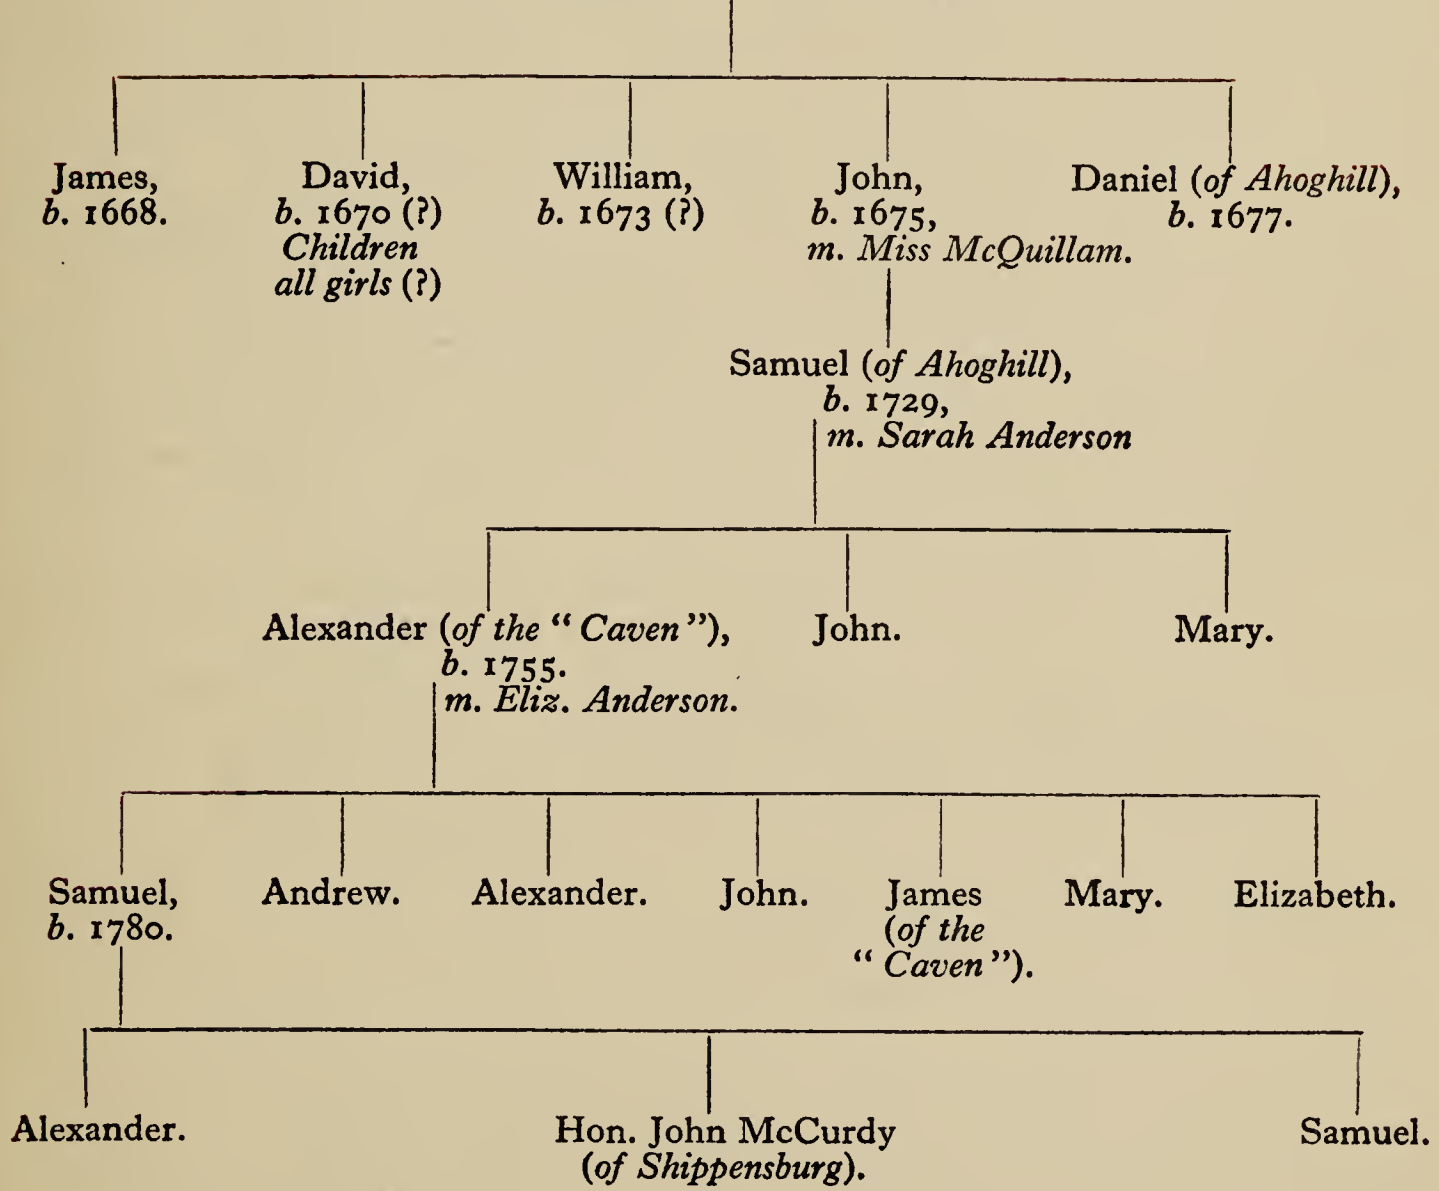 James,
b. 1668.
David,
b. 1670 (?)
Children
all girls (?)
William,
b. 1673 (?)
John,
b. 1675,
m. Miss McQuillam.
Daniel (of Ahoghill),
b. 1677.
Samuel (of Ahoghill),
b. 1729,
m. Sarah Anderson
Alexander (of the “ Caven ”),
b. 1755.
m. Eliz. Anderson.
John.
Mary.
Samuel,
b. 1780.
Andrew.
Alexander.
John.
James
(of the
“ Caven ”).
Mary.
Elizabeth.
Alexander.
Hon. John McCurdy
(of Shippensburg).
Samuel.